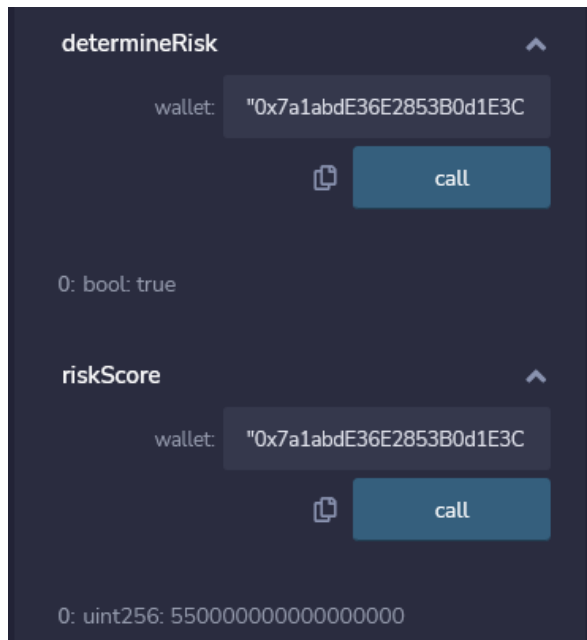 determineRisk
wallet: "0x7a1abdE36E2853B0d1E3C
call
0: bool: true
riskScore
wallet: "0x7a1abdE36E2853B0d1E3C
call
0: uint256: 550000000000000000